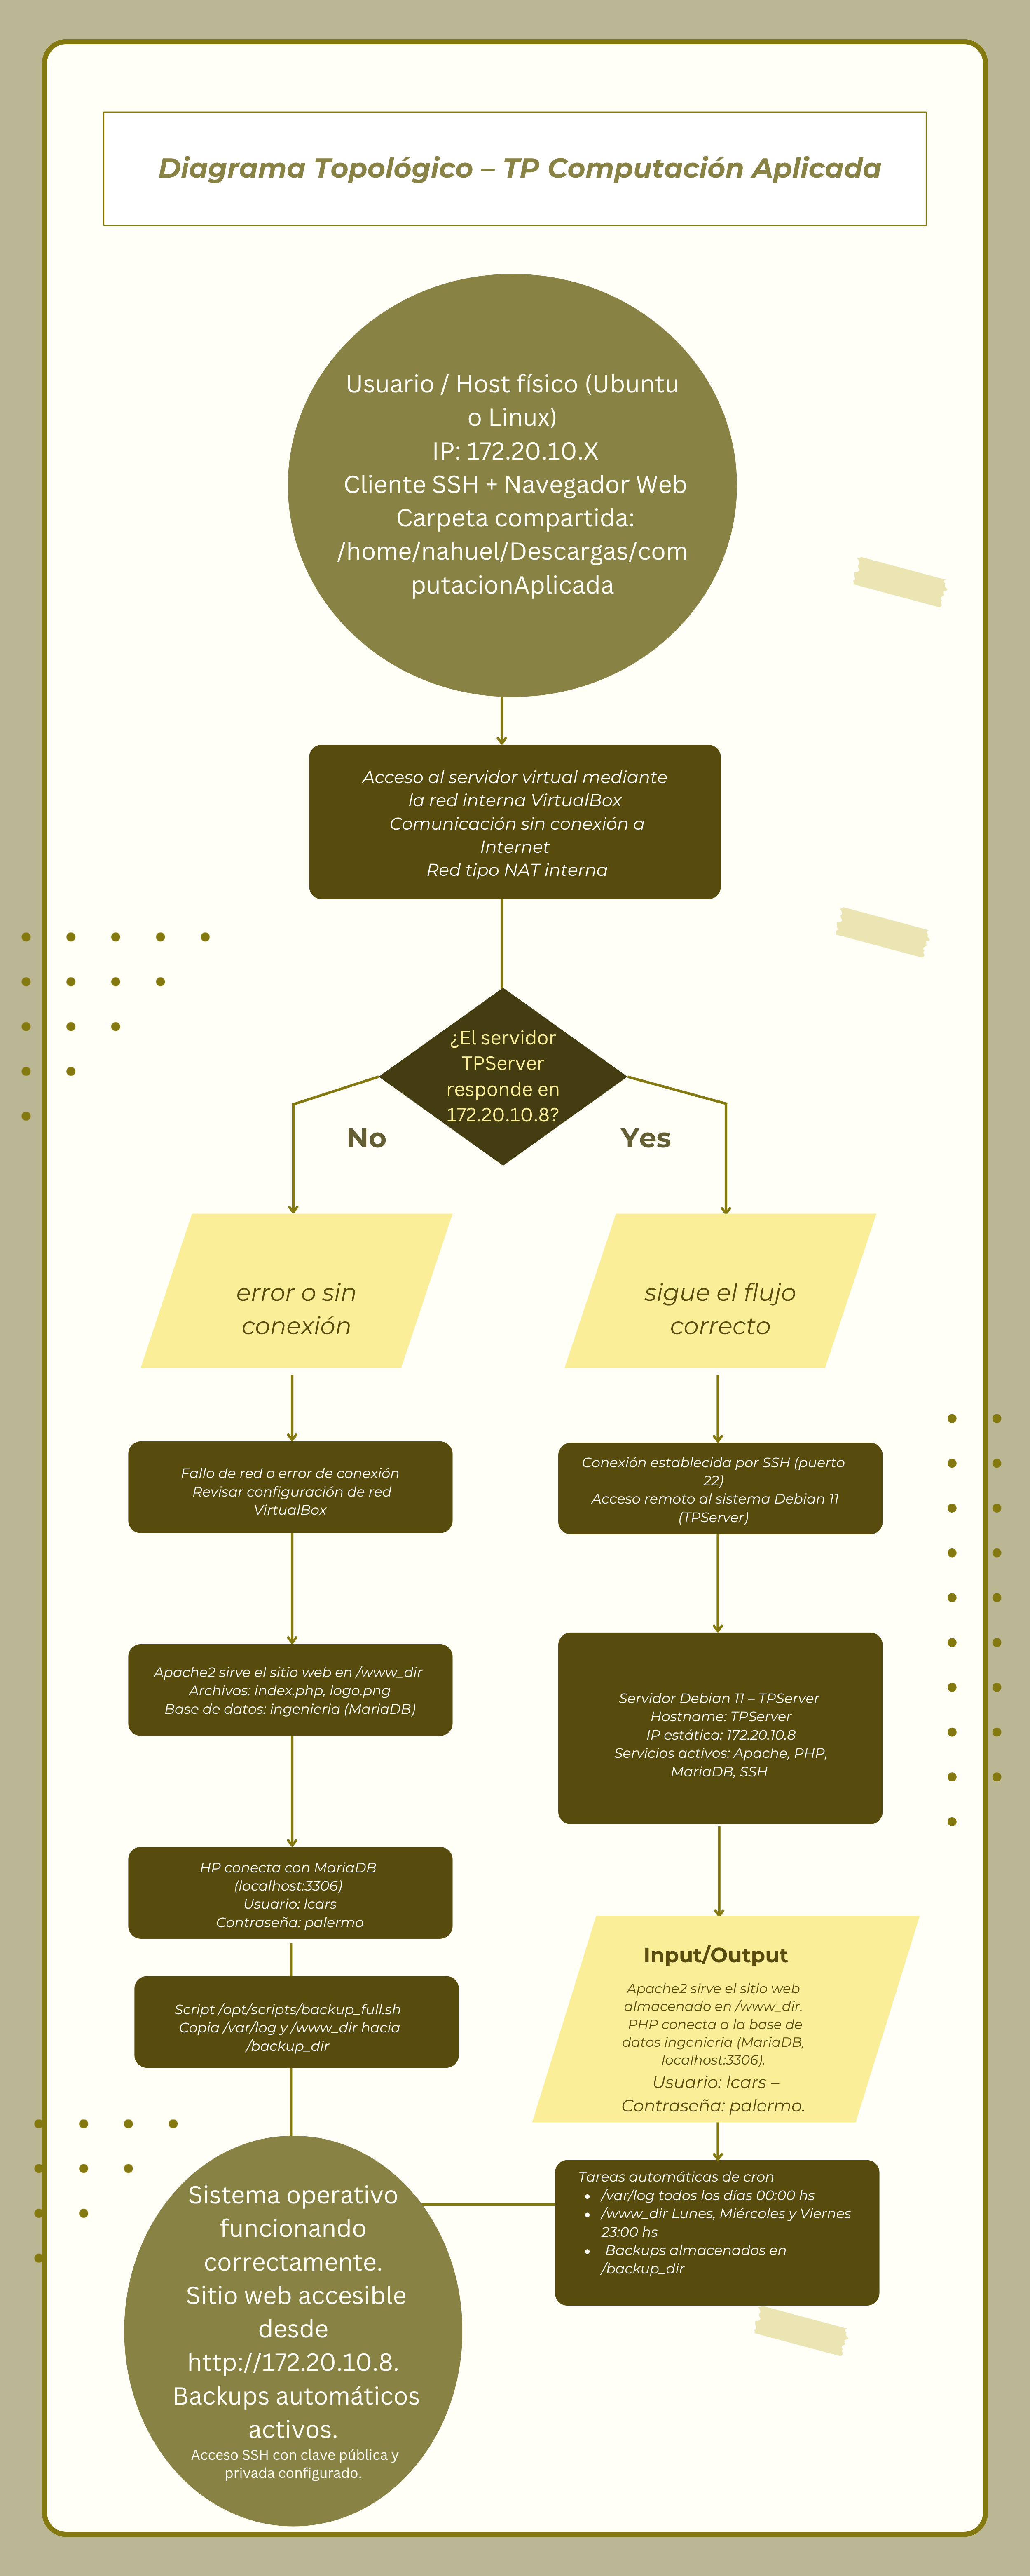 Diagrama Topológico – TP Computación Aplicada
Usuario / Host físico (Ubuntu
o Linux)
IP: 172.20.10.X
Cliente SSH + Navegador Web
Carpeta compartida:
/home/nahuel/Descargas/com
putacionAplicada
Acceso al servidor virtual mediante
la red interna VirtualBox
Comunicación sin conexión a
Internet
Red tipo NAT interna
¿El servidor
TPServer
responde en
172.20.10.8?
No
Yes
error o sin
conexión
sigue el flujo
correcto
Fallo de red o error de conexión
Revisar configuración de red
VirtualBox
Conexión establecida por SSH (puerto
22)
Acceso remoto al sistema Debian 11
(TPServer)
Apache2 sirve el sitio web en /www_dir
Archivos: index.php, logo.png
Base de datos: ingenieria (MariaDB)
Servidor Debian 11 – TPServer
Hostname: TPServer
IP estática: 172.20.10.8
Servicios activos: Apache, PHP,
MariaDB, SSH
HP conecta con MariaDB
(localhost:3306)
Usuario: lcars
Contraseña: palermo
Input/Output
Apache2 sirve el sitio web
almacenado en /www_dir.
PHP conecta a la base de
datos ingenieria (MariaDB,
localhost:3306).
Usuario: lcars –
Contraseña: palermo.
Script /opt/scripts/backup_full.sh
Copia /var/log y /www_dir hacia
/backup_dir
Tareas automáticas de cron
• /var/log todos los días 00:00 hs
• /www_dir Lunes, Miércoles y Viernes
23:00 hs
• Backups almacenados en
/backup_dir
Sistema operativo
funcionando
correctamente.
Sitio web accesible
desde
http://172.20.10.8.
Backups automáticos
activos.
Acceso SSH con clave pública y
privada configurado.